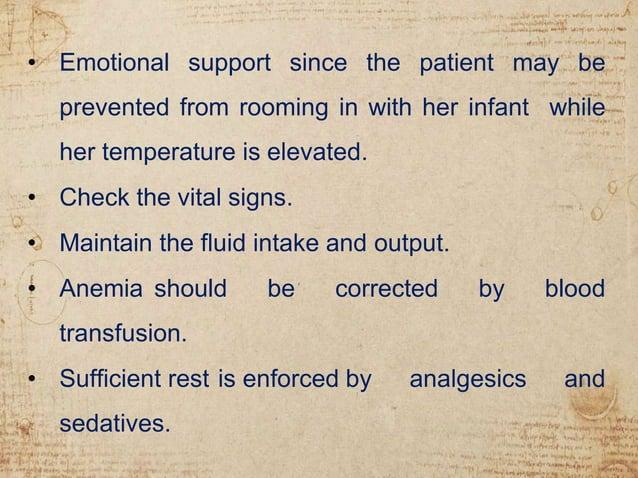 • Emotional support since the patient may be
prevented from rooming in with her infant while
her temperature is elevated.
• Check the vital signs.
• Maintain the fluid intake and output.
• Anemia should be corrected by blood
transfusion.
• Sufficient rest is enforced by analgesics and
sedatives.